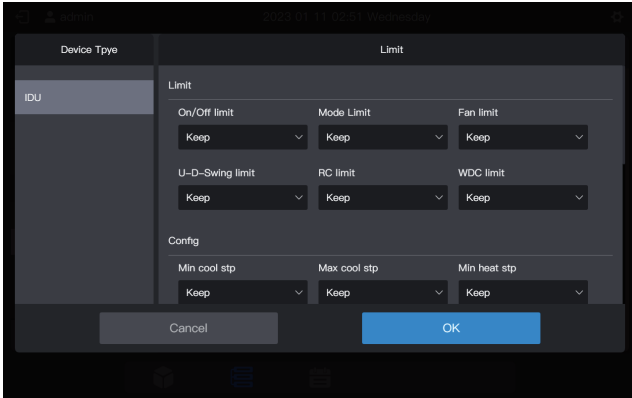 admin 2023 01 11 02:51 Wednesday
Device Tpye
Limit
IDU
Limit
On/Off limit Mode Limit Fan limit
Keep Keep Keep
U-D-Swing limit RC limit WDC limit
Keep Keep Keep
Config
Min cool stp Max cool stp Min heat stp
Keep Keep Keep
Cancel OK